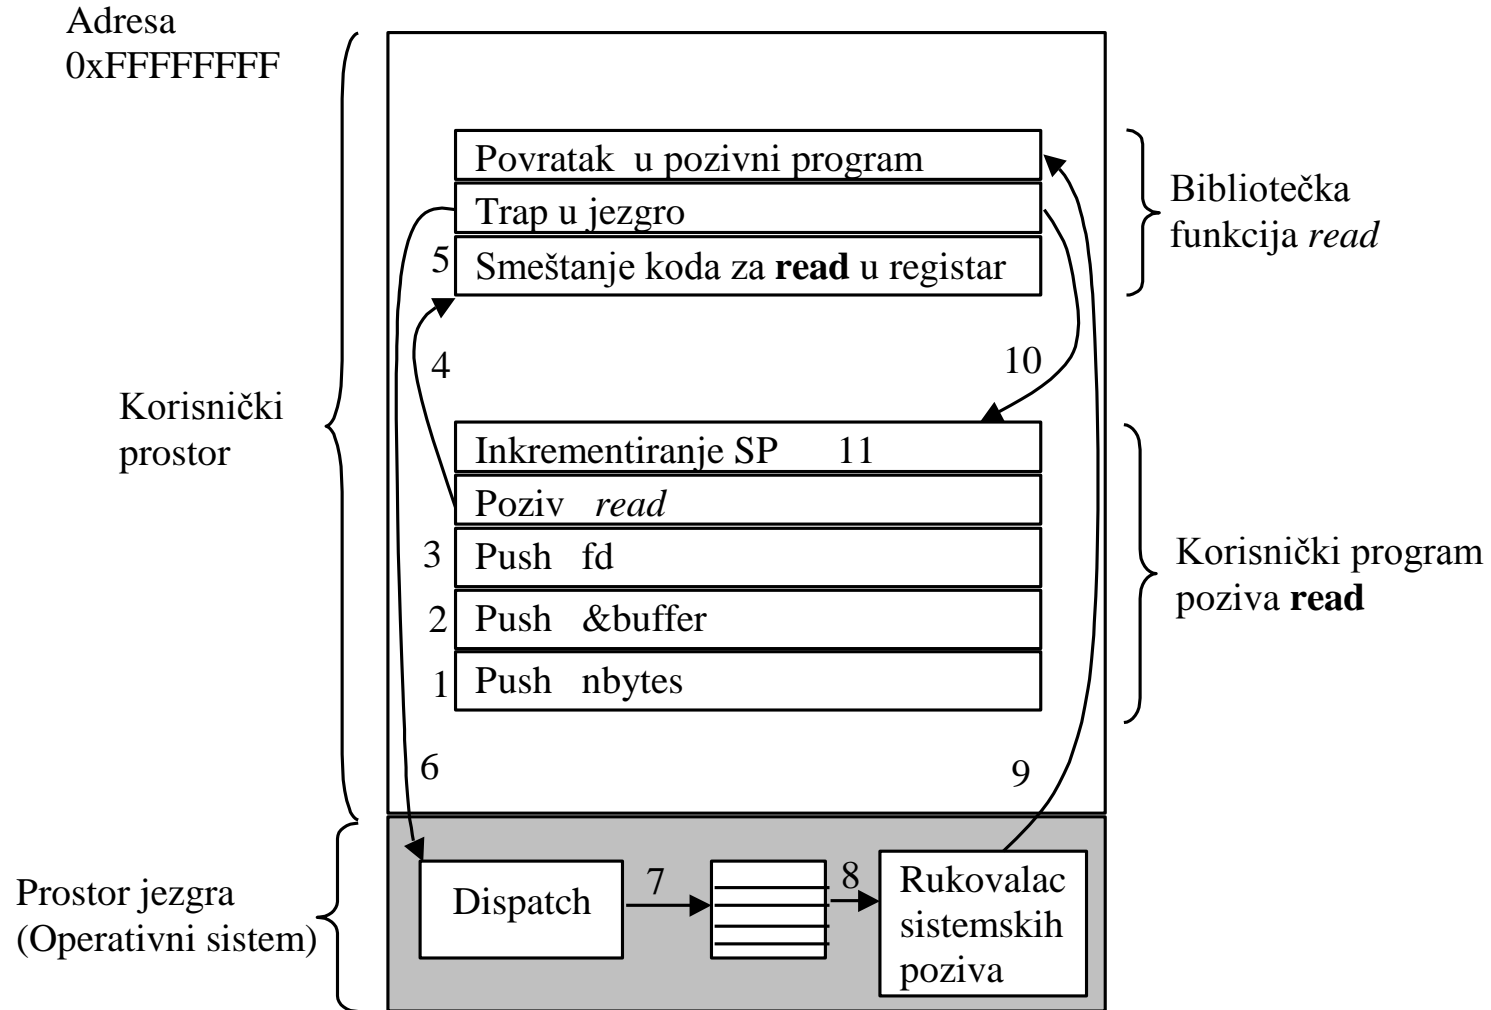 Adresa
0xFFFFFFFF
Povratak u pozivni program
Trap u jezgro
5
Smeštanje koda za read u registar
Bibliotečka
funkcija read
4
10
Korisnički
prostor
Inkrementiranje SP 11
Poziv read
3
Push fd
2
Push &buffer
1
Push nbytes
Korisnički program
poziva read
6
9
Prostor jezgra
(Operativni sistem)
Dispatch
7
8
Rukovalac
sistemskih
poziva